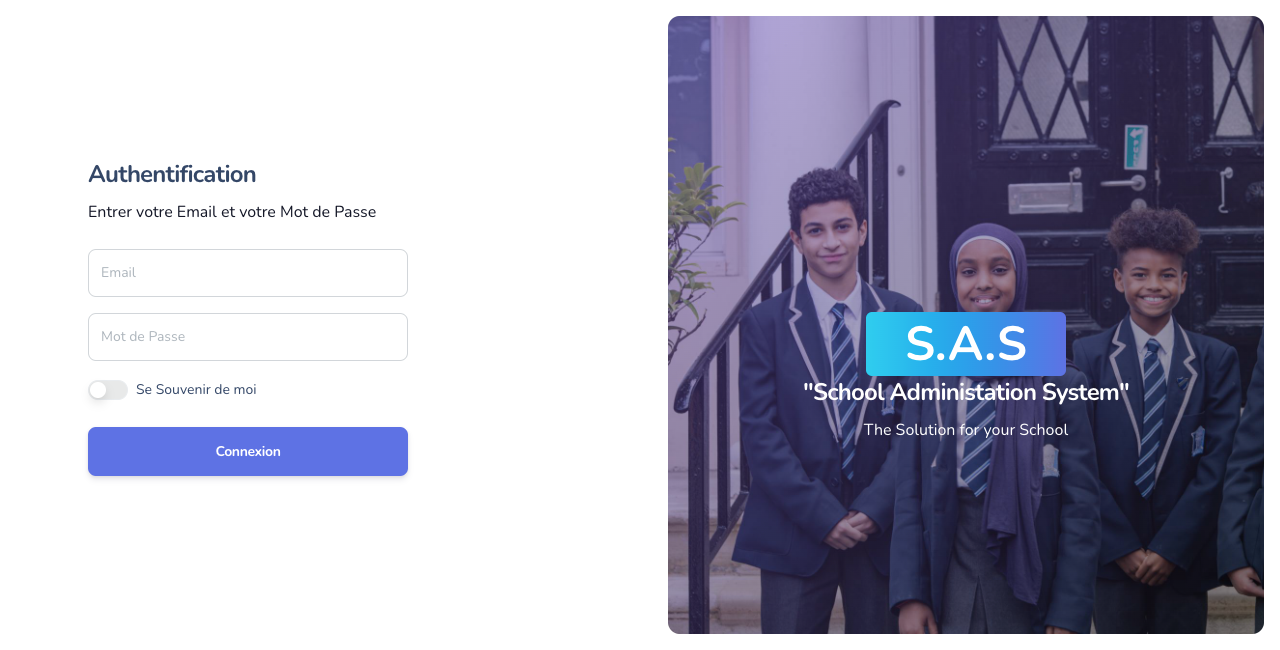 Authentification
Entrer votre Email et votre Mot de Passe
Email
Mot de Passe
Se Souvenir de moi
Connexion
S.A.S
"School Administation System"
The Solution for your School